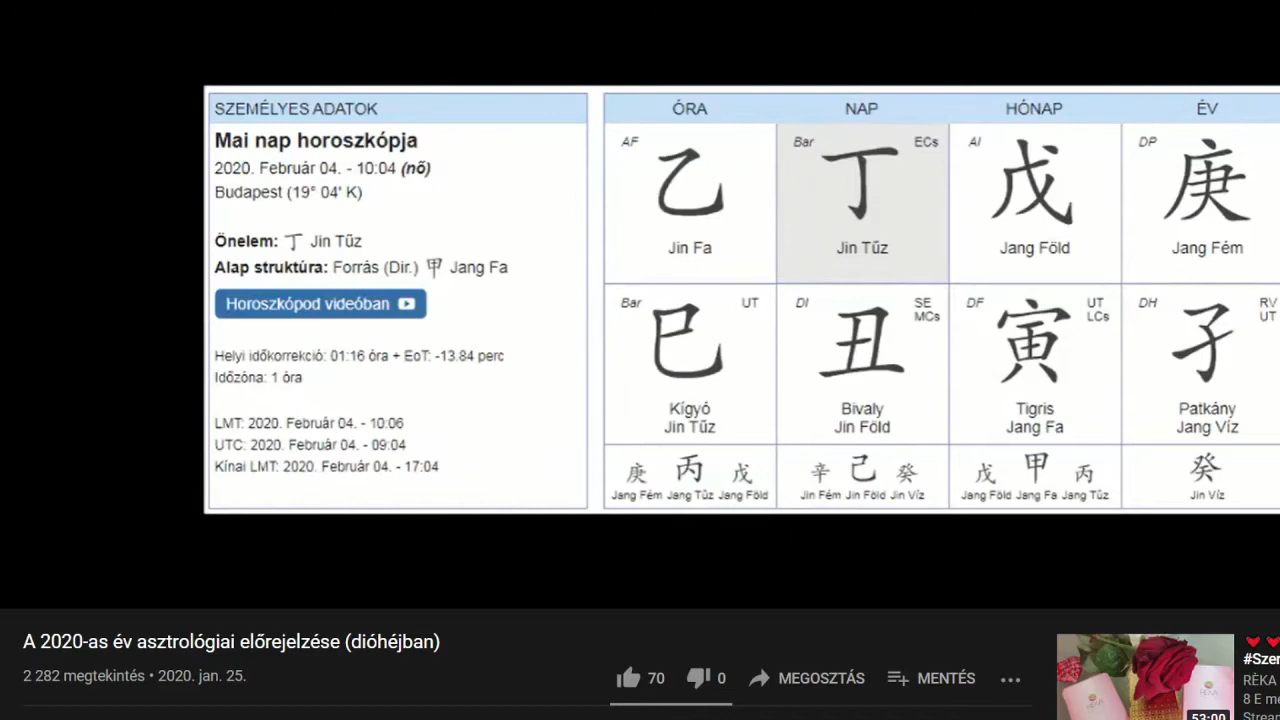 SZEMÉLYES ADATOK
Mai nap horoszkópja
2020. Február 04. - 10:04 (nő)
Budapest (19° 04' K)
Önelem: 丁 Jin Tűz
Alap struktúra: Forrás (Dir.) 甲 Jang Fa
Horoszkópod videóban
Helyi időkorrekció: 01:16 óra + EoT: -13.84 perc
Időzóna: 1 óra
LMT: 2020. Február 04. - 10:06
UTC: 2020. Február 04. - 09:04
Kínai LMT: 2020. Február 04. - 17:04
ÓRA NAP HÓNAP ÉV
AF Bar ECs AI DP
乙 丁 戊 庚
Jin Fa Jin Tűz Jang Föld Jang Fém
Bar UT DI SE DF UT DH RV
MCs LCs UT
巳 丑 寅 子
Kígyó Bivaly Tigris Patkány
Jin Tűz Jin Föld Jang Fa Jang Víz
庚 丙 戊 辛 己 癸 戊 甲 丙 癸
Jang Fém Jang Tűz Jang Föld Jin Fém Jin Föld Jin Víz Jang Föld Jang Fa Jang Tűz Jin Víz
A 2020-as év asztrológiai előrejelzése (dióhéjban)
2 282 megtekintés • 2020. jan. 25.
70 0 MEGOSZTÁS MENTÉS
#Szer
RÉKA
8 E me
53:00